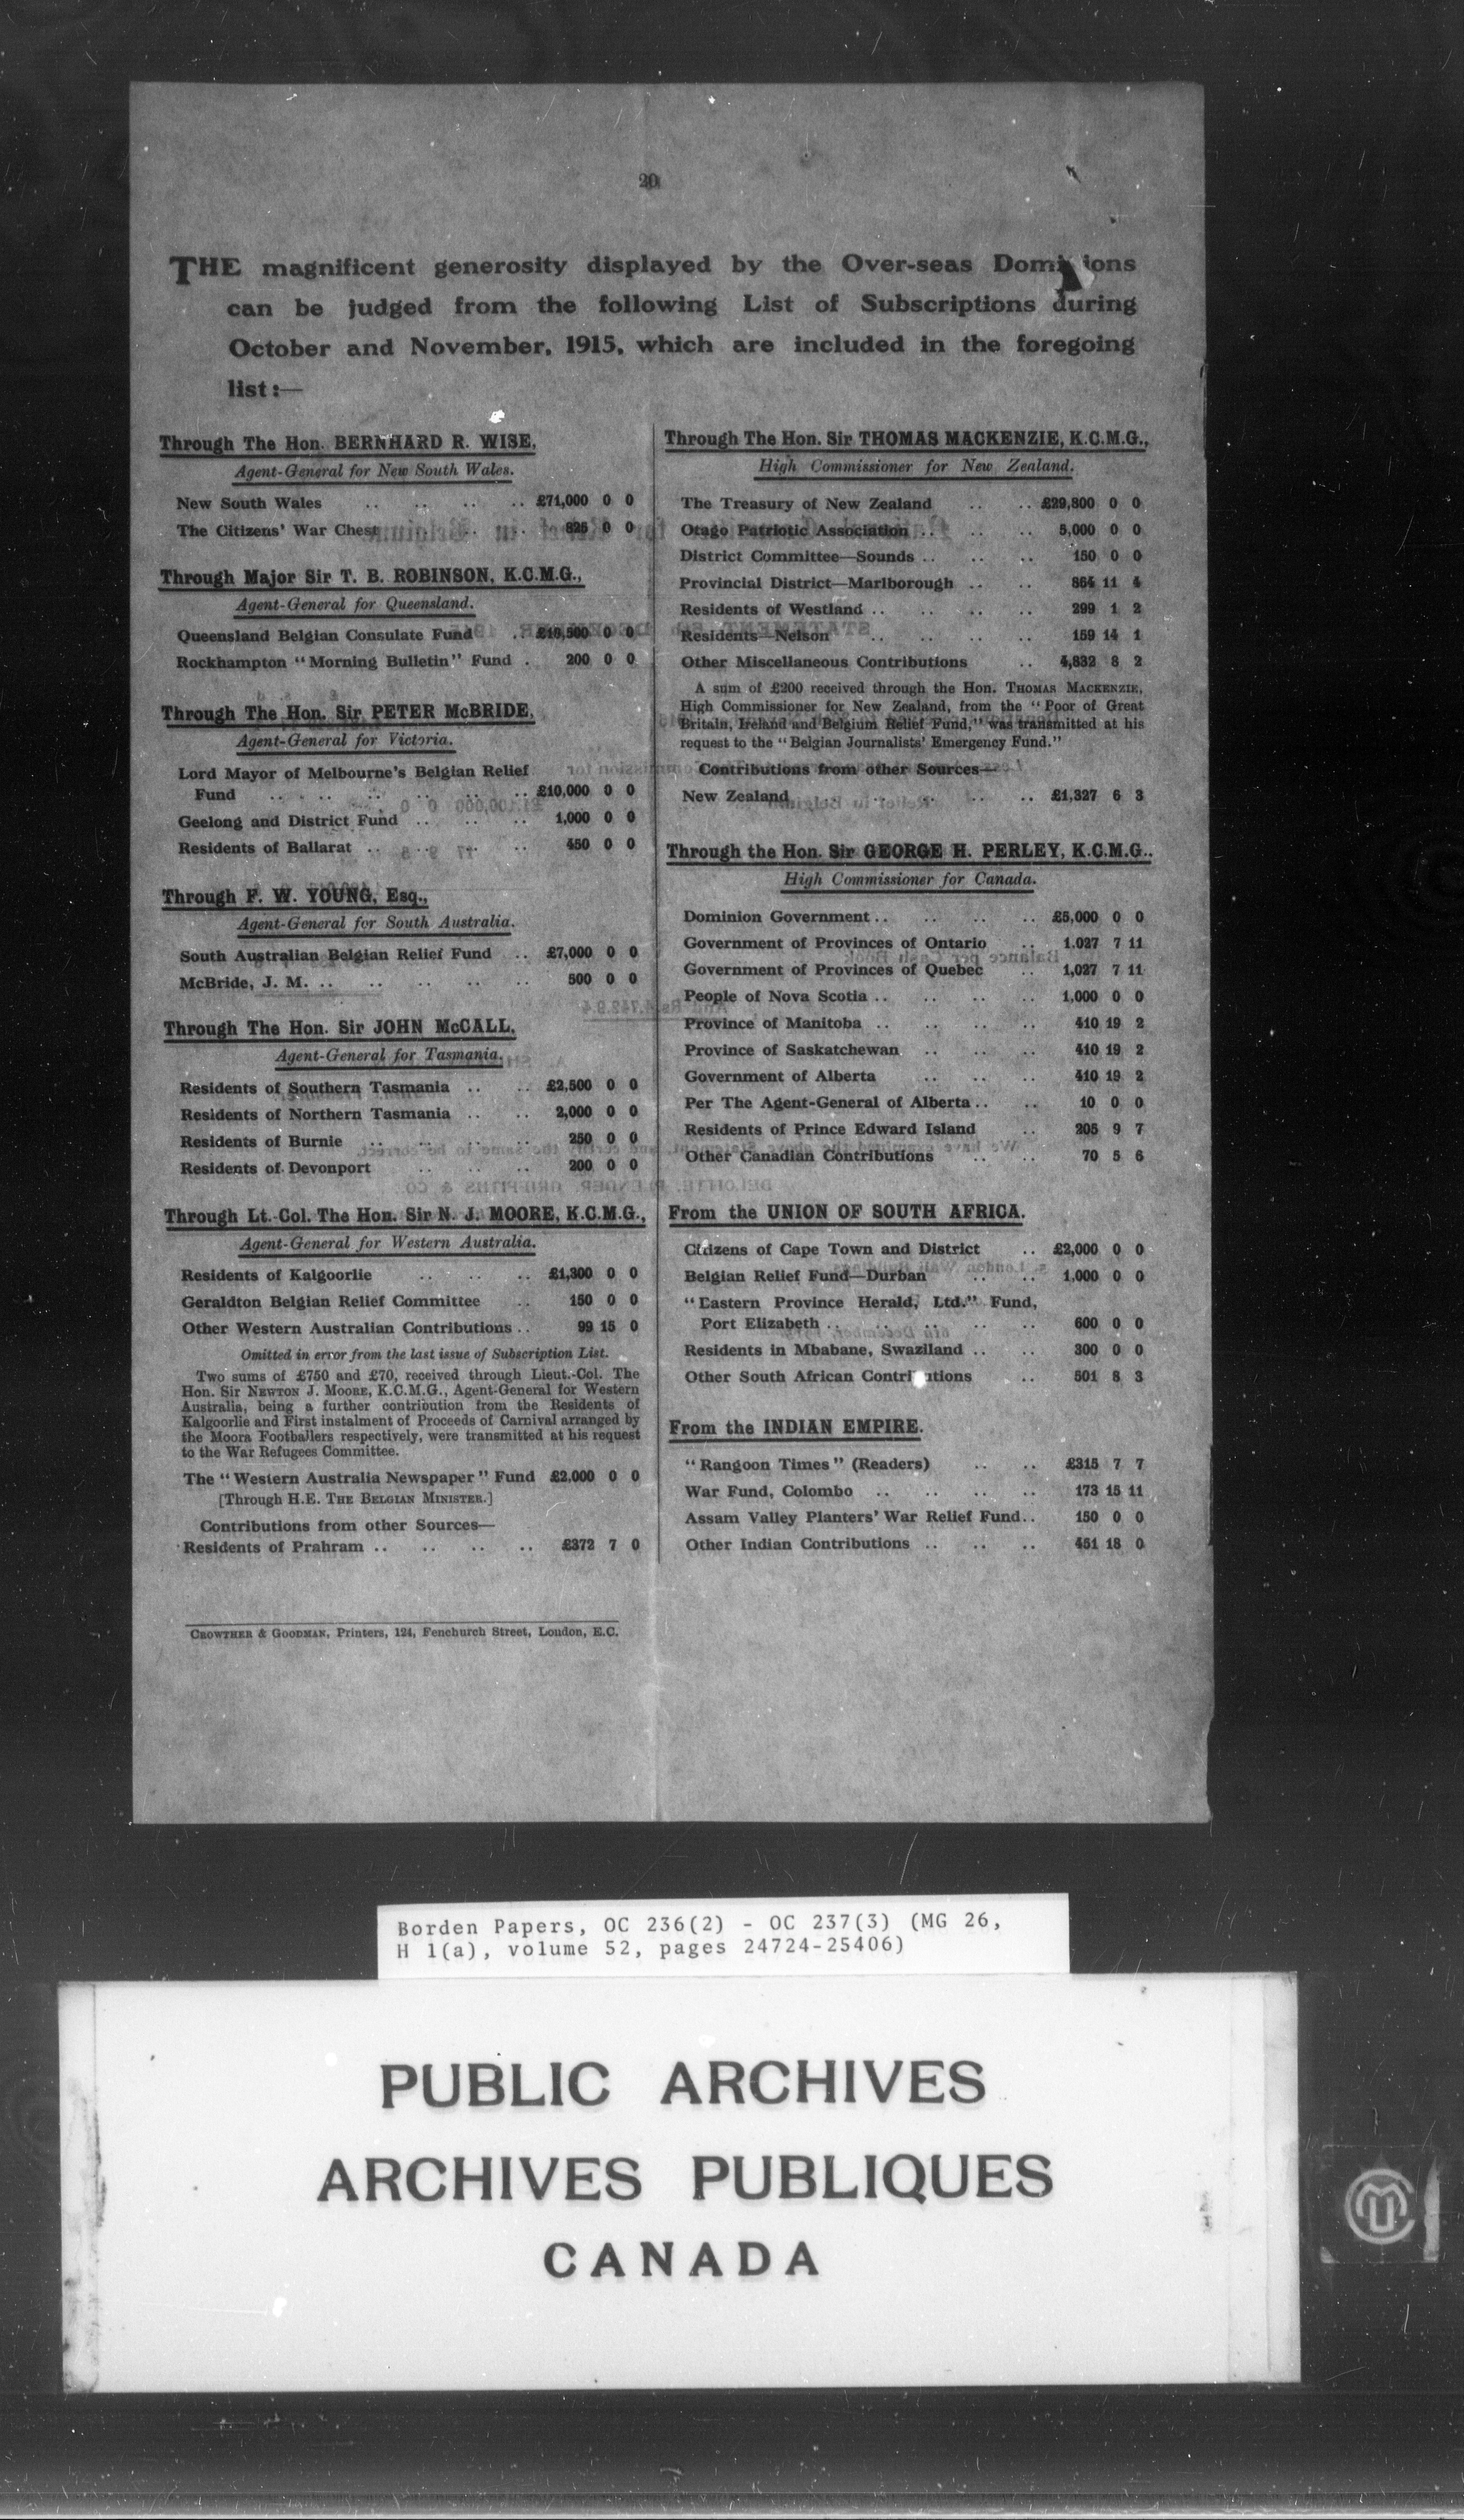 20
THE magnificent generosity displayed by the Over-seas Dominions
can be judged from the following List of Subscriptions during
October and November, 1915, which are included in the foregoing
list:—
Through The Hon. BERNHARD R. WISE,
Agent-General for New South Wales.
New South Wales .. .. .. .. £71,000 0 0
The Citizens' War Chest .. .. 825 0 0
Through Major Sir T. B. ROBINSON, K.C.M.G.,
Agent-General for Queensland.
Queensland Belgian Consulate Fund .. 0 0
Rockhampton "Morning Bulletin" Fund . 200 0 0
Through The Hon. Sir PETER McBRIDE,
Agent-General for Victoria.
Lord Mayor of Melbourne's Belgian Relief
Fund .. .. .. .. .. .. £10,000 0 0
Geelong and District Fund .. .. .. 1,000 0 0
Residents of Ballarat .. .. .. .. 450 0 0
Through F. W. YOUNG, Esq.,
Agent-General for South Australia.
South Australian Belgian Relief Fund .. £7,000 0 0
McBride, J. M. .. .. .. .. .. 500 0 0
Through The Hon. Sir JOHN McCALL,
Agent-General for Tasmania.
Residents of Southern Tasmania .. .. £2,500 0 0
Residents of Northern Tasmania .. .. 2,000 0 0
Residents of Burnie .. .. .. .. 250 0 0
Residents of Devonport .. .. .. 200 0 0
Through Lt.-Col. The Hon. Sir N. J. MOORE, K.C.M.G.,
Agent-General for Western Australia.
Residents of Kalgoorlie .. .. .. £1,300 0 0
Geraldton Belgian Relief Committee .. 150 0 0
Other Western Australian Contributions .. 99 15 0
Omitted in error from the last issue of Subscription List.
Two sums of £750 and £70, received through Lieut.-Col. The
Hon. Sir NEWTON J. MOORE, K.C.M.G., Agent-General for Western
Australia, being a further contribution from the Residents of
Kalgoorlie and First instalment of Proceeds of Carnival arranged by
the Moora Footballers respectively, were transmitted at his request
to the War Refugees Committee.
The "Western Australia Newspaper" Fund £2,000 0 0
[Through H.E. THE BELGIAN MINISTER.]
Contributions from other Sources—
Residents of Prahram .. .. .. .. £372 7 0
CROWTHER & GOODMAN, Printers, 124, Fenchurch Street, London, E.C.
Through The Hon. Sir THOMAS MACKENZIE, K.C.M.G.,
High Commissioner for New Zealand.
The Treasury of New Zealand .. .. £29,800 0 0
Otago Patriotic Association .. .. .. 5,000 0 0
District Committee—Sounds .. .. .. 150 0 0
Provincial District—Marlborough .. .. 864 11 4
Residents of Westland .. .. .. .. 299 1 2
Residents—Nelson .. .. .. .. 159 14 1
Other Miscellaneous Contributions .. 4,832 8 2
A sum of £200 received through the Hon. THOMAS MACKENZIE,
High Commissioner for New Zealand, from the "Poor of Great
Britain, Ireland and Belgium Relief Fund," was transmitted at his
request to the "Belgian Journalists' Emergency Fund."
Contributions from other Sources—
New Zealand .. .. .. .. £1,327 6 3
Through the Hon. Sir GEORGE H. PERLEY, K.C.M.G..
High Commissioner for Canada.
Dominion Government .. .. .. .. £5,000 0 0
Government of Provinces of Ontario .. 1.027 7 11
Government of Provinces of Quebec .. 1,027 7 11
People of Nova Scotia .. .. .. .. 1,000 0 0
Province of Manitoba .. .. .. .. 410 19 2
Province of Saskatchewan .. .. .. 410 19 2
Government of Alberta .. .. .. 410 19 2
Per The Agent-General of Alberta .. .. 10 0 0
Residents of Prince Edward Island .. 205 9 7
Other Canadian Contributions .. .. 70 5 6
From the UNION OF SOUTH AFRICA.
Citizens of Cape Town and District .. £2,000 0 0
Belgian Relief Fund—Durban .. .. 1,000 0 0
"Eastern Province Herald, Ltd." Fund,
Port Elizabeth .. .. .. .. .. 600 0 0
Residents in Mbabane, Swaziland .. .. 300 0 0
Other South African Contributions .. 501 8 3
From the INDIAN EMPIRE.
"Rangoon Times" (Readers) .. .. £315 7 7
War Fund, Colombo .. .. .. .. 173 15 11
Assam Valley Planters' War Relief Fund.. 150 0 0
Other Indian Contributions .. .. .. 451 18 0
Borden Papers, OC 236(2) - OC 237(3) (MG 26,
H 1(a), volume 52, pages 24724-25406)
PUBLIC ARCHIVES
ARCHIVES PUBLIQUES
CANADA